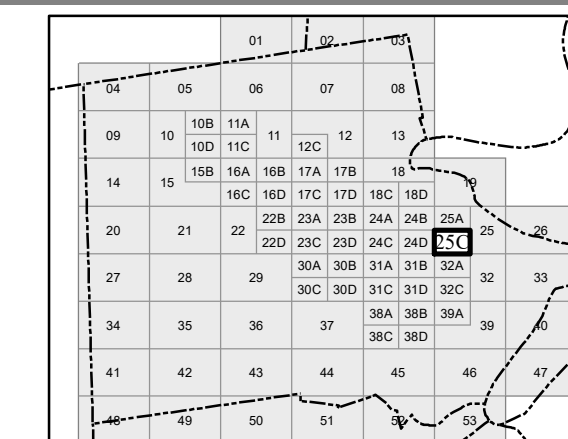 01 02 03
04 05 06 07 08
10B 11A
09 10 11 12 13
10D 11C 12C
15B 16A 16B 17A 17B 18
14 15 19
16C 16D 17C 17D 18C 18D
22B 23A 23B 24A 24B 25A
20 21 22 25 26
22D 23C 23D 24C 24D 25C
30A 30B 31A 31B 32A
27 28 29 32 33
30C 30D 31C 31D 32C
38A 38B 39A
34 35 36 37 39 40
38C 38D
41 42 43 44 45 46 47
48 49 50 51 52 53